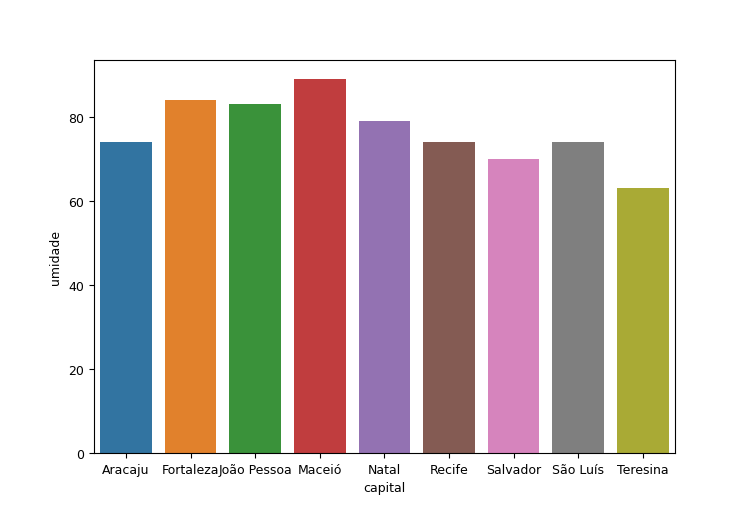 umidade
80
60
40
20
0
Aracaju Fortaleza João Pessoa Maceió Natal Recife Salvador São Luís Teresina
capital